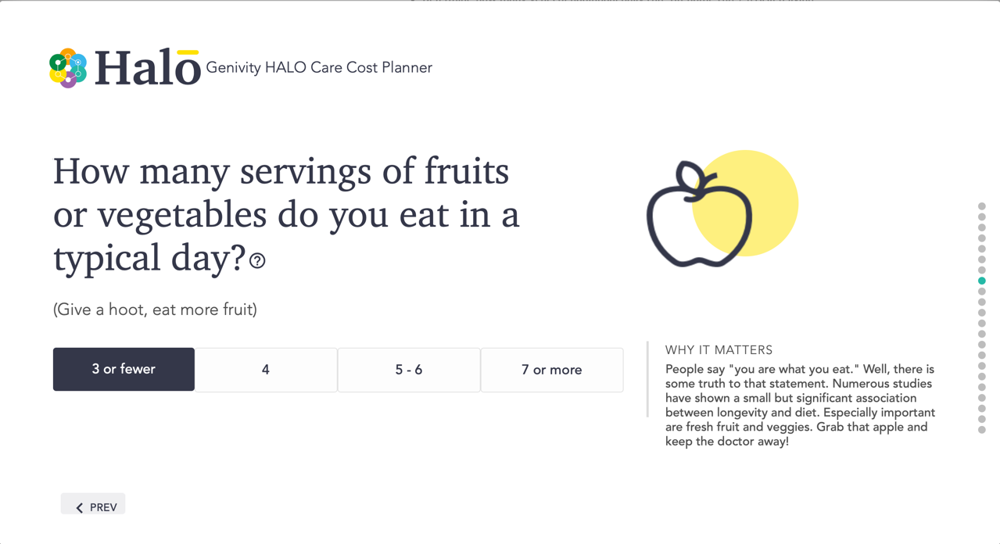 Halo Genivity HALO Care Cost Planner
How many servings of fruits
or vegetables do you eat in a
typical day?
(Give a hoot, eat more fruit)
3 or fewer
4
5 - 6
7 or more
WHY IT MATTERS
People say "you are what you eat." Well, there is
some truth to that statement. Numerous studies
have shown a small but significant association
between longevity and diet. Especially important
are fresh fruit and veggies. Grab that apple and
keep the doctor away!
PREV